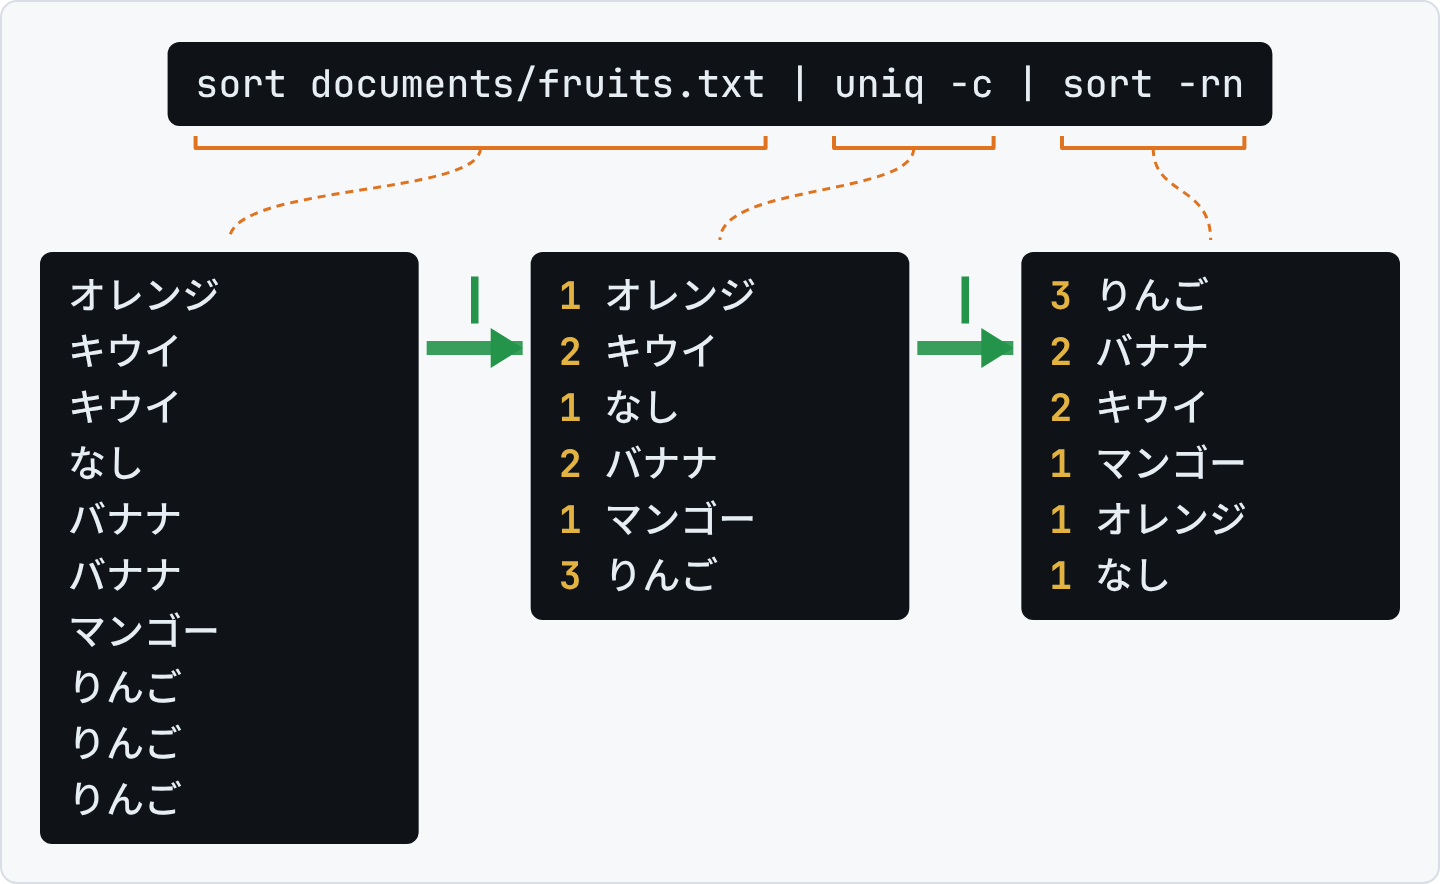 sort documents/fruits.txt | uniq -c | sort -rn
オレンジ
キウイ
キウイ
なし
バナナ
バナナ
マンゴー
りんご
りんご
りんご
|
1 オレンジ
2 キウイ
1 なし
2 バナナ
1 マンゴー
3 りんご
|
3 りんご
2 バナナ
2 キウイ
1 マンゴー
1 オレンジ
1 なし